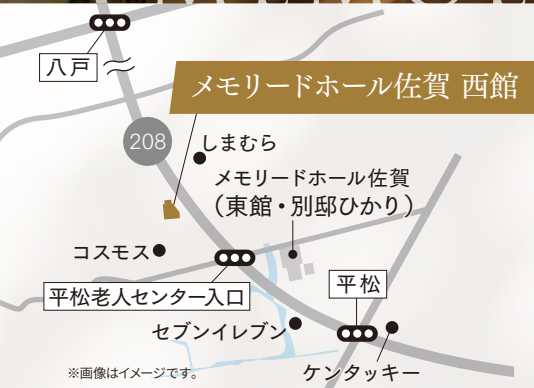 八戸
メモリードホール佐賀 西館
208
しまむら
メモリードホール佐賀
（東館・別邸ひかり）
コスモス
平松老人センター入口
平松
セブンイレブン
ケンタッキー
※画像はイメージです。